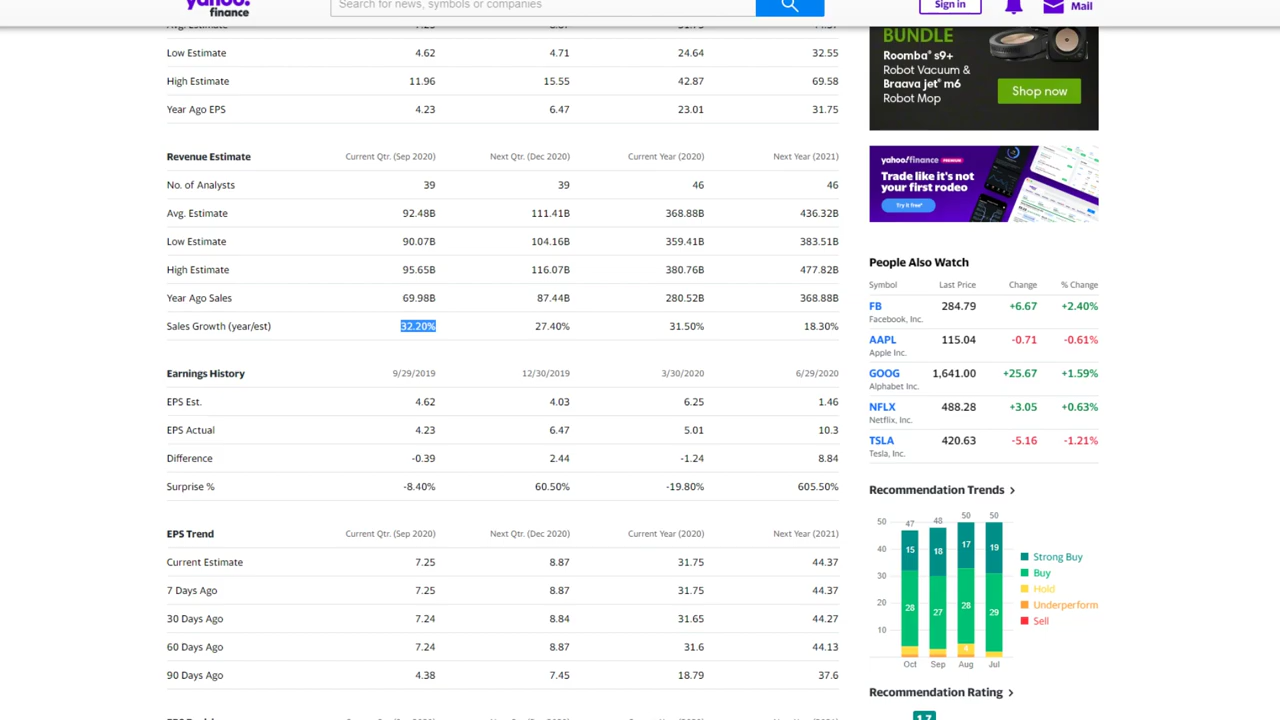 yahoo!
finance
Search for news, symbols or companies
Sign in
Mail
Low Estimate 4.62 4.71 24.64 32.55
High Estimate 11.96 15.55 42.87 69.58
Year Ago EPS 4.23 6.47 23.01 31.75
Revenue Estimate Current Qtr. (Sep 2020) Next Qtr. (Dec 2020) Current Year (2020) Next Year (2021)
No. of Analysts 39 39 46 46
Avg. Estimate 92.48B 111.41B 368.88B 436.32B
Low Estimate 90.07B 104.16B 359.41B 383.51B
High Estimate 95.65B 116.07B 380.76B 477.82B
Year Ago Sales 69.98B 87.44B 280.52B 368.88B
Sales Growth (year/est) 32.20% 27.40% 31.50% 18.30%
Earnings History 9/29/2019 12/30/2019 3/30/2020 6/29/2020
EPS Est. 4.62 4.03 6.25 1.46
EPS Actual 4.23 6.47 5.01 10.3
Difference -0.39 2.44 -1.24 8.84
Surprise % -8.40% 60.50% -19.80% 605.50%
EPS Trend Current Qtr. (Sep 2020) Next Qtr. (Dec 2020) Current Year (2020) Next Year (2021)
Current Estimate 7.25 8.87 31.75 44.37
7 Days Ago 7.25 8.87 31.75 44.37
30 Days Ago 7.24 8.84 31.65 44.27
60 Days Ago 7.24 8.87 31.6 44.13
90 Days Ago 4.38 7.45 18.79 37.6
BUNDLE
Roomba® s9+
Robot Vacuum &
Braava jet® m6
Robot Mop
Shop now
yahoo!finance PREMIUM
Trade like it's not
your first rodeo
Try it free*
People Also Watch
Symbol Last Price Change % Change
FB 284.79 +6.67 +2.40%
Facebook, Inc.
AAPL 115.04 -0.71 -0.61%
Apple Inc.
GOOG 1,641.00 +25.67 +1.59%
Alphabet Inc.
NFLX 488.28 +3.05 +0.63%
Netflix, Inc.
TSLA 420.63 -5.16 -1.21%
Tesla, Inc.
Recommendation Trends >
50 47 48 50 50
15 18 17 19
40
30
28 27 28 29
20
10
4
Oct Sep Aug Jul
Strong Buy
Buy
Hold
Underperform
Sell
Recommendation Rating >
1.7